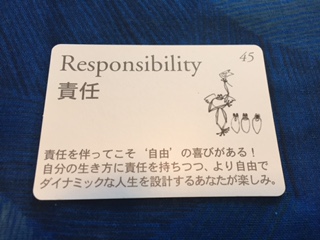 Responsibility
45
責任
責任を伴ってこそ‘自由’の喜びがある！
自分の生き方に責任を持ちつつ、より自由で
ダイナミックな人生を設計するあなたが楽しみ。